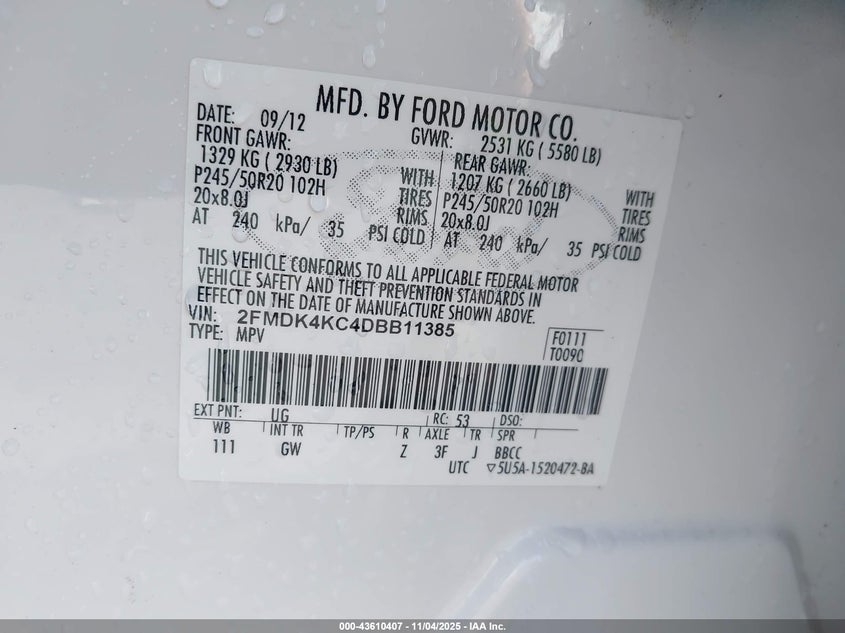 MFD. BY FORD MOTOR CO.
DATE: 09/12 GVWR: 2531 KG ( 5580 LB)
FRONT GAWR: REAR GAWR:
1329 KG ( 2930 LB) WITH 1207 KG ( 2660 LB) WITH
P245/50R20 102H TIRES P245/50R20 102H TIRES
20x8.0J RIMS 20x8.0J RIMS
AT 240 kPa/ 35 PSI COLD AT 240 kPa/ 35 PSI COLD
THIS VEHICLE CONFORMS TO ALL APPLICABLE FEDERAL MOTOR
VEHICLE SAFETY AND THEFT PREVENTION STANDARDS IN
EFFECT ON THE DATE OF MANUFACTURE SHOWN ABOVE.
VIN: 2FMDK4KC4DBB11385
TYPE: MPV
F0111
T0090
EXT PNT: UG RC: 53 DSO:
WB INT TR TP/PS R AXLE TR SPR
111 GW Z 3F J BBCC
UTC ▽5U5A-1520472-BA
000-43610407 - 11/04/2025 - IAA Inc.